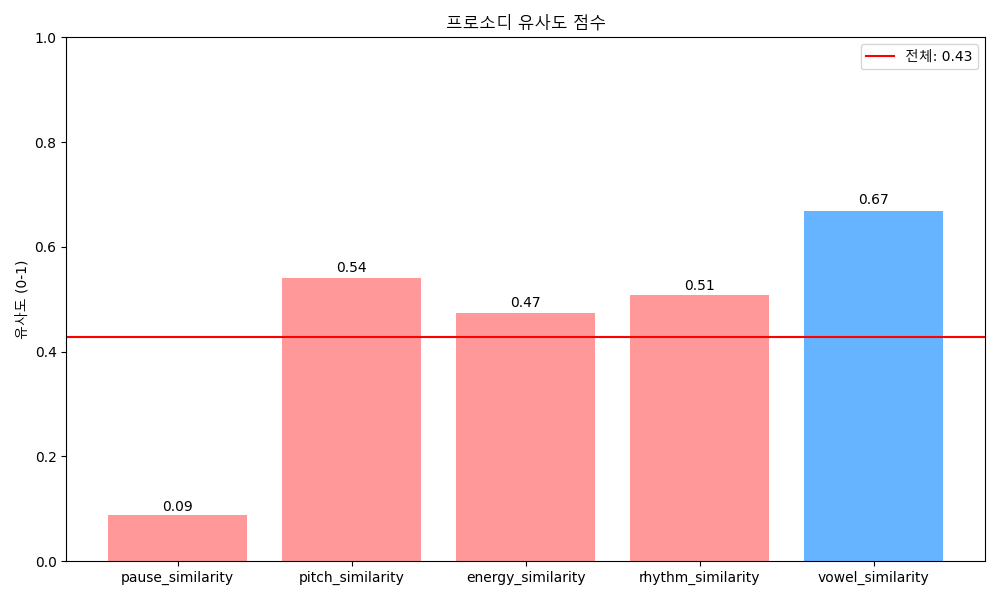 프로소디 유사도 점수
전체: 0.43
유사도 (0-1)
1.0
0.8
0.6
0.4
0.2
0.0
0.09
0.54
0.47
0.51
0.67
pause_similarity
pitch_similarity
energy_similarity
rhythm_similarity
vowel_similarity